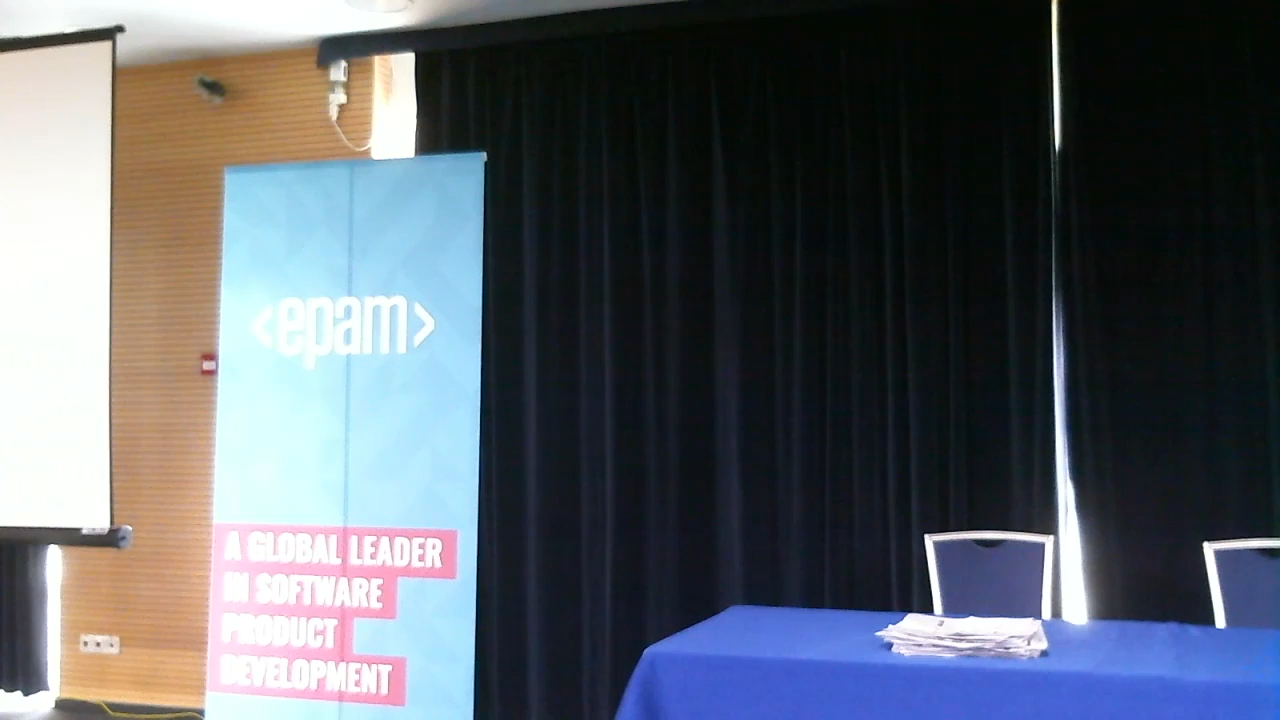 <epam>
A GLOBAL LEADER
IN SOFTWARE
PRODUCT
DEVELOPMENT